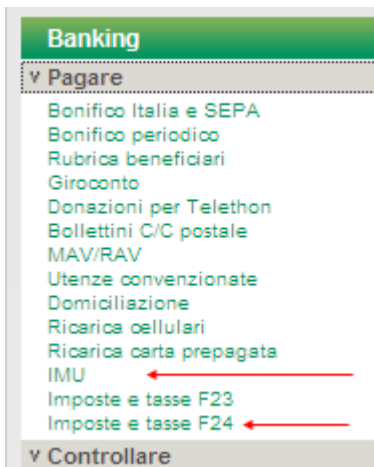 Banking
v Pagare
Bonifico Italia e SEPA
Bonifico periodico
Rubrica beneficiari
Giroconto
Donazioni per Telethon
Bollettini C/C postale
MAV/RAV
Utenze convenzionate
Domiciliazione
Ricarica cellulari
Ricarica carta prepagata
IMU
Imposte e tasse F23
Imposte e tasse F24
v Controllare